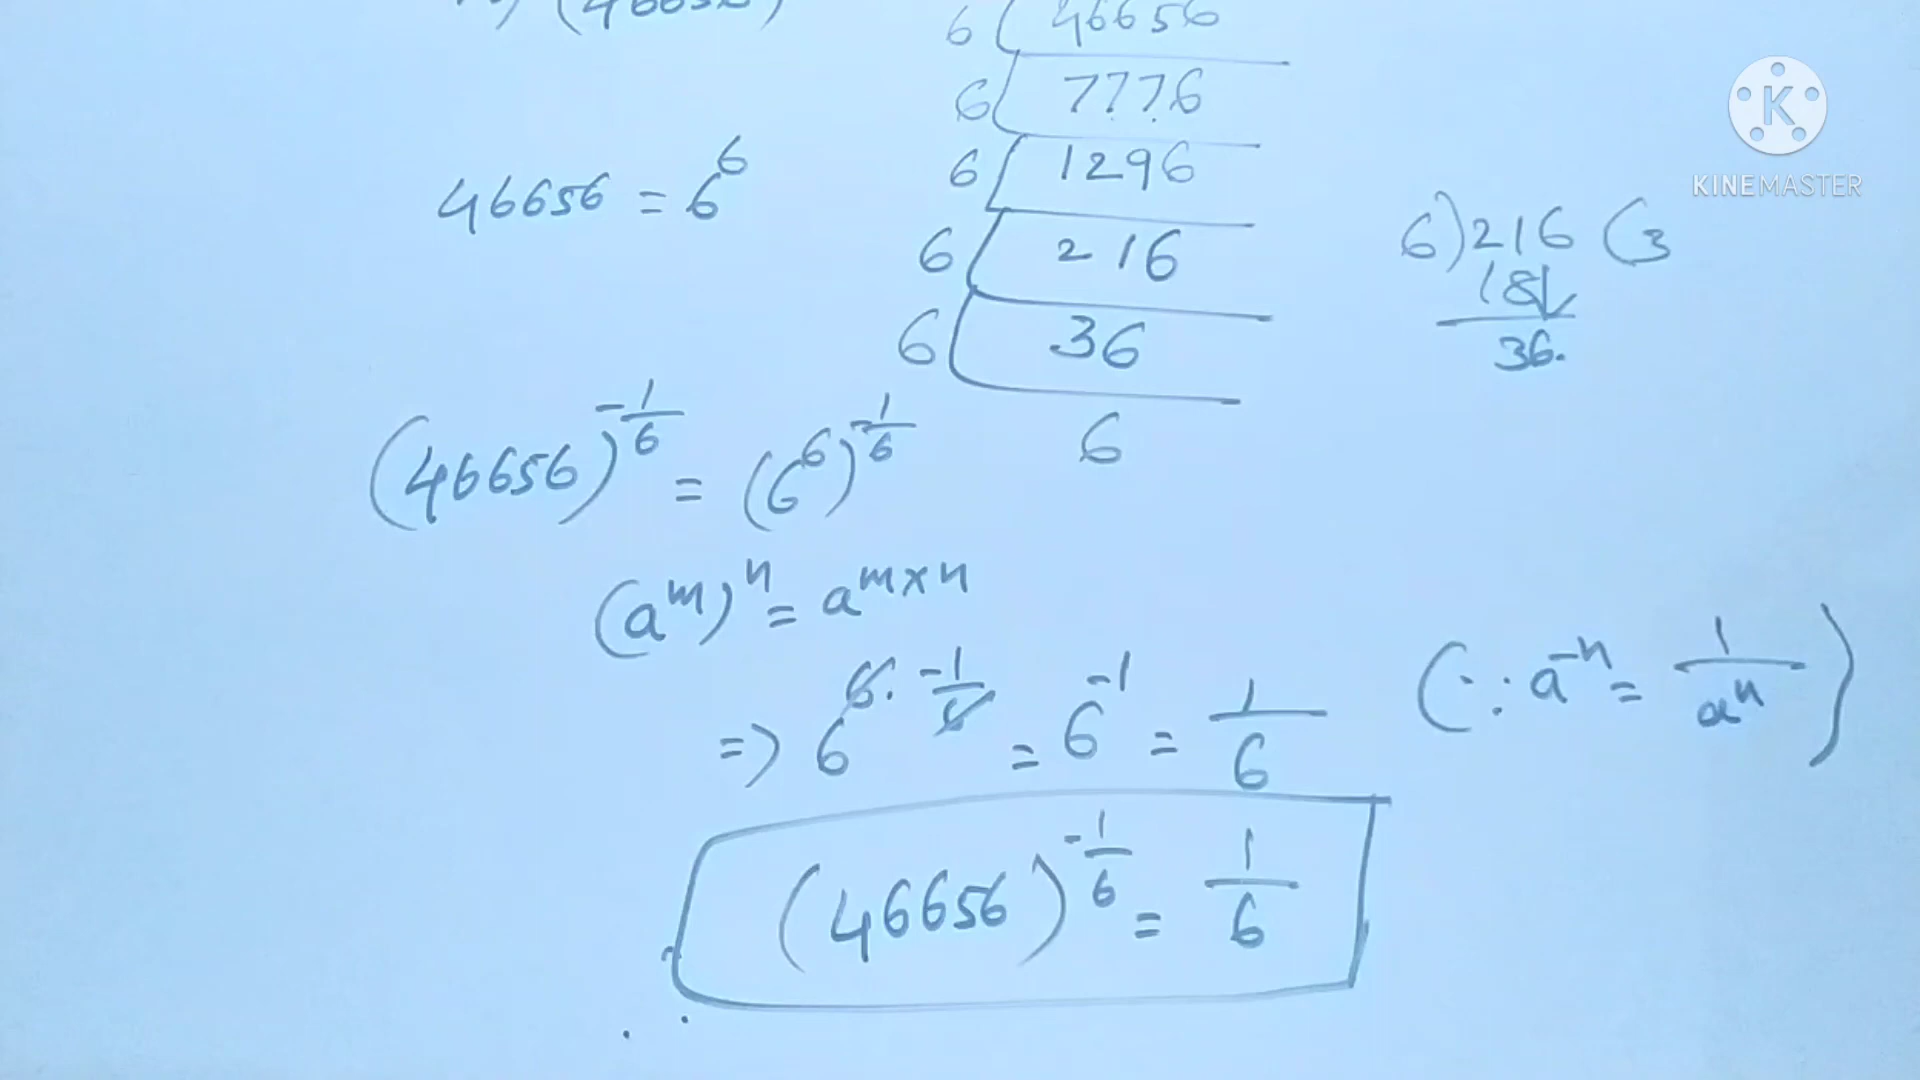 (46656)
6 ( 46656
6 ( 7776
6 ( 1296
6 ( 216
6 ( 36
6
46656 = 6^6
6)216(3
18↓
36.
(46656)^-1/6 = (6^6)^-1/6
(a^m)^n = a^m×n
=> 6^6·-1/6 = 6^-1 = 1/6 (∵ a^-n = 1/a^n)
(46656)^-1/6 = 1/6
K
KINEMASTER